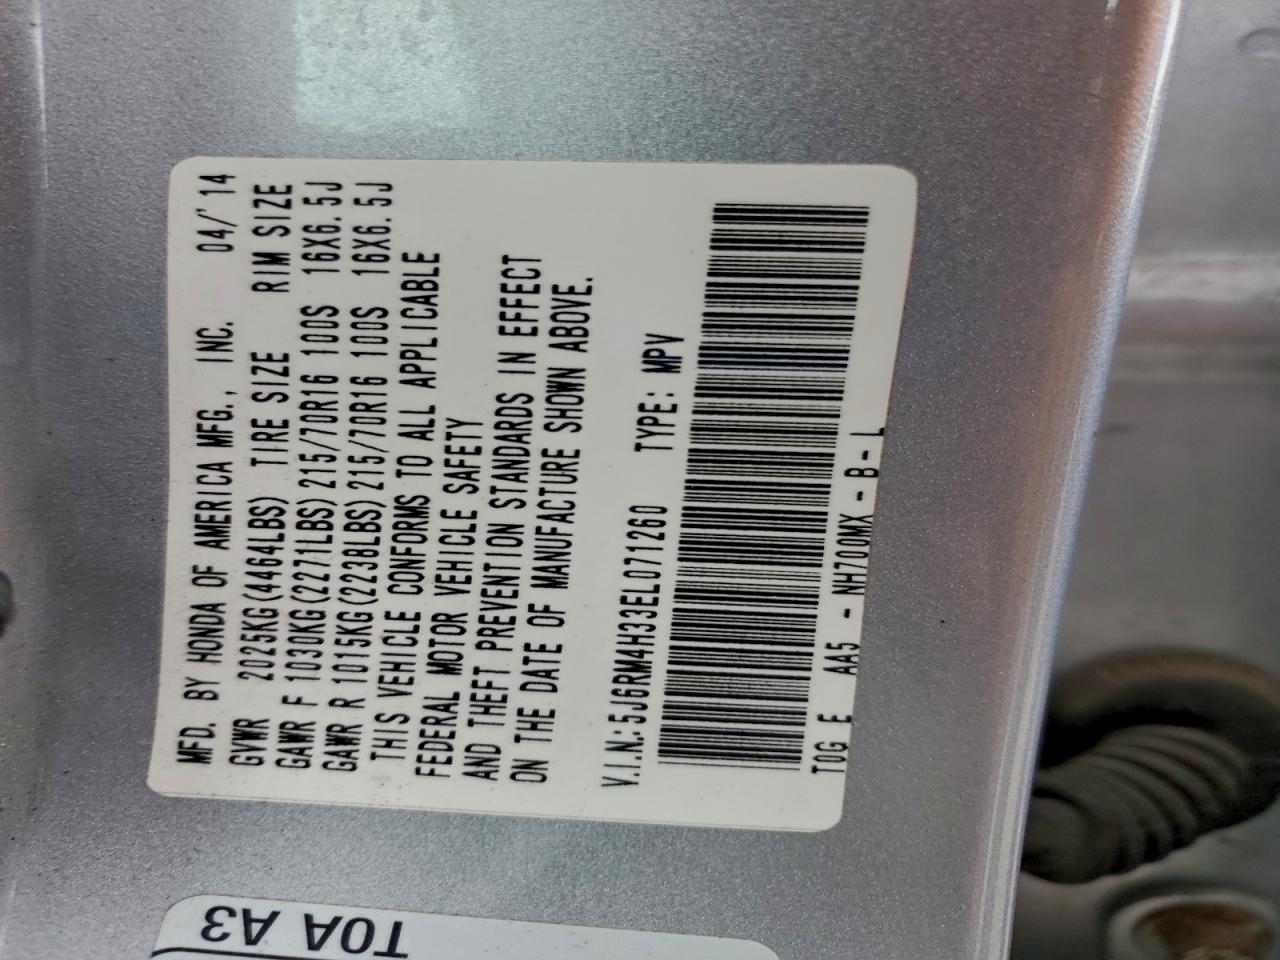 MFD. BY HONDA OF AMERICA MFG., INC. 04/'14
GVWR 2025KG(4464LBS) TIRE SIZE RIM SIZE
GAWR F 1030KG(2271LBS) 215/70R16 100S 16X6.5J
GAWR R 1015KG(2238LBS) 215/70R16 100S 16X6.5J
THIS VEHICLE CONFORMS TO ALL APPLICABLE
FEDERAL MOTOR VEHICLE SAFETY
AND THEFT PREVENTION STANDARDS IN EFFECT
ON THE DATE OF MANUFACTURE SHOWN ABOVE.
V.I.N:5J6RM4H33EL071260 TYPE: MPV
T0G E AA5 - NH700MX - B - L
T0A A3